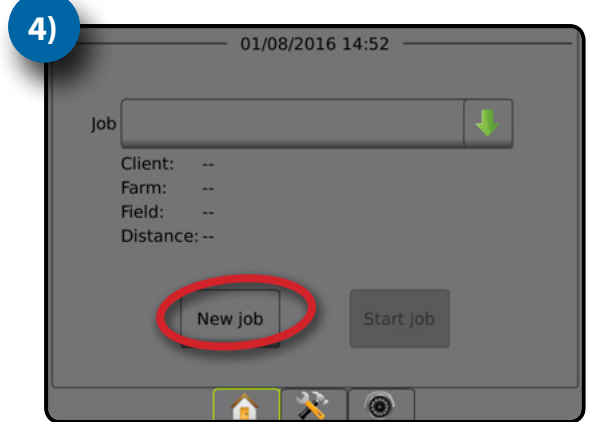 4)
01/08/2016 14:52
Job
Client: --
Farm: --
Field: --
Distance: --
New job Start job